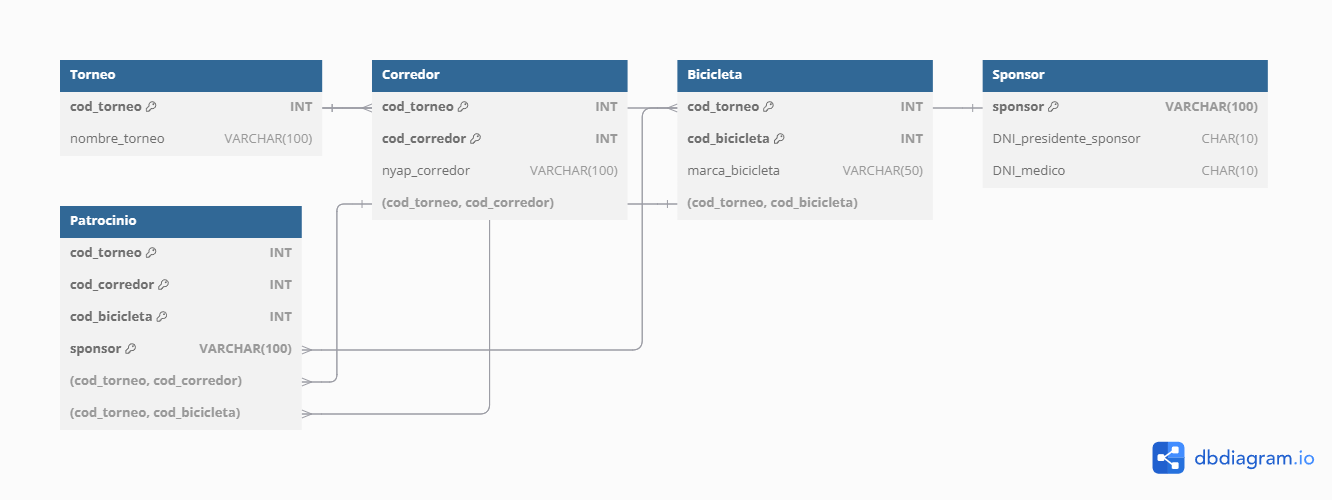 Torneo
cod_torneo INT
nombre_torneo VARCHAR(100)
Corredor
cod_torneo INT
cod_corredor INT
nyap_corredor VARCHAR(100)
(cod_torneo, cod_corredor)
Bicicleta
cod_torneo INT
cod_bicicleta INT
marca_bicicleta VARCHAR(50)
(cod_torneo, cod_bicicleta)
Sponsor
sponsor VARCHAR(100)
DNI_presidente_sponsor CHAR(10)
DNI_medico CHAR(10)
Patrocinio
cod_torneo INT
cod_corredor INT
cod_bicicleta INT
sponsor VARCHAR(100)
(cod_torneo, cod_corredor)
(cod_torneo, cod_bicicleta)
dbdiagram.io